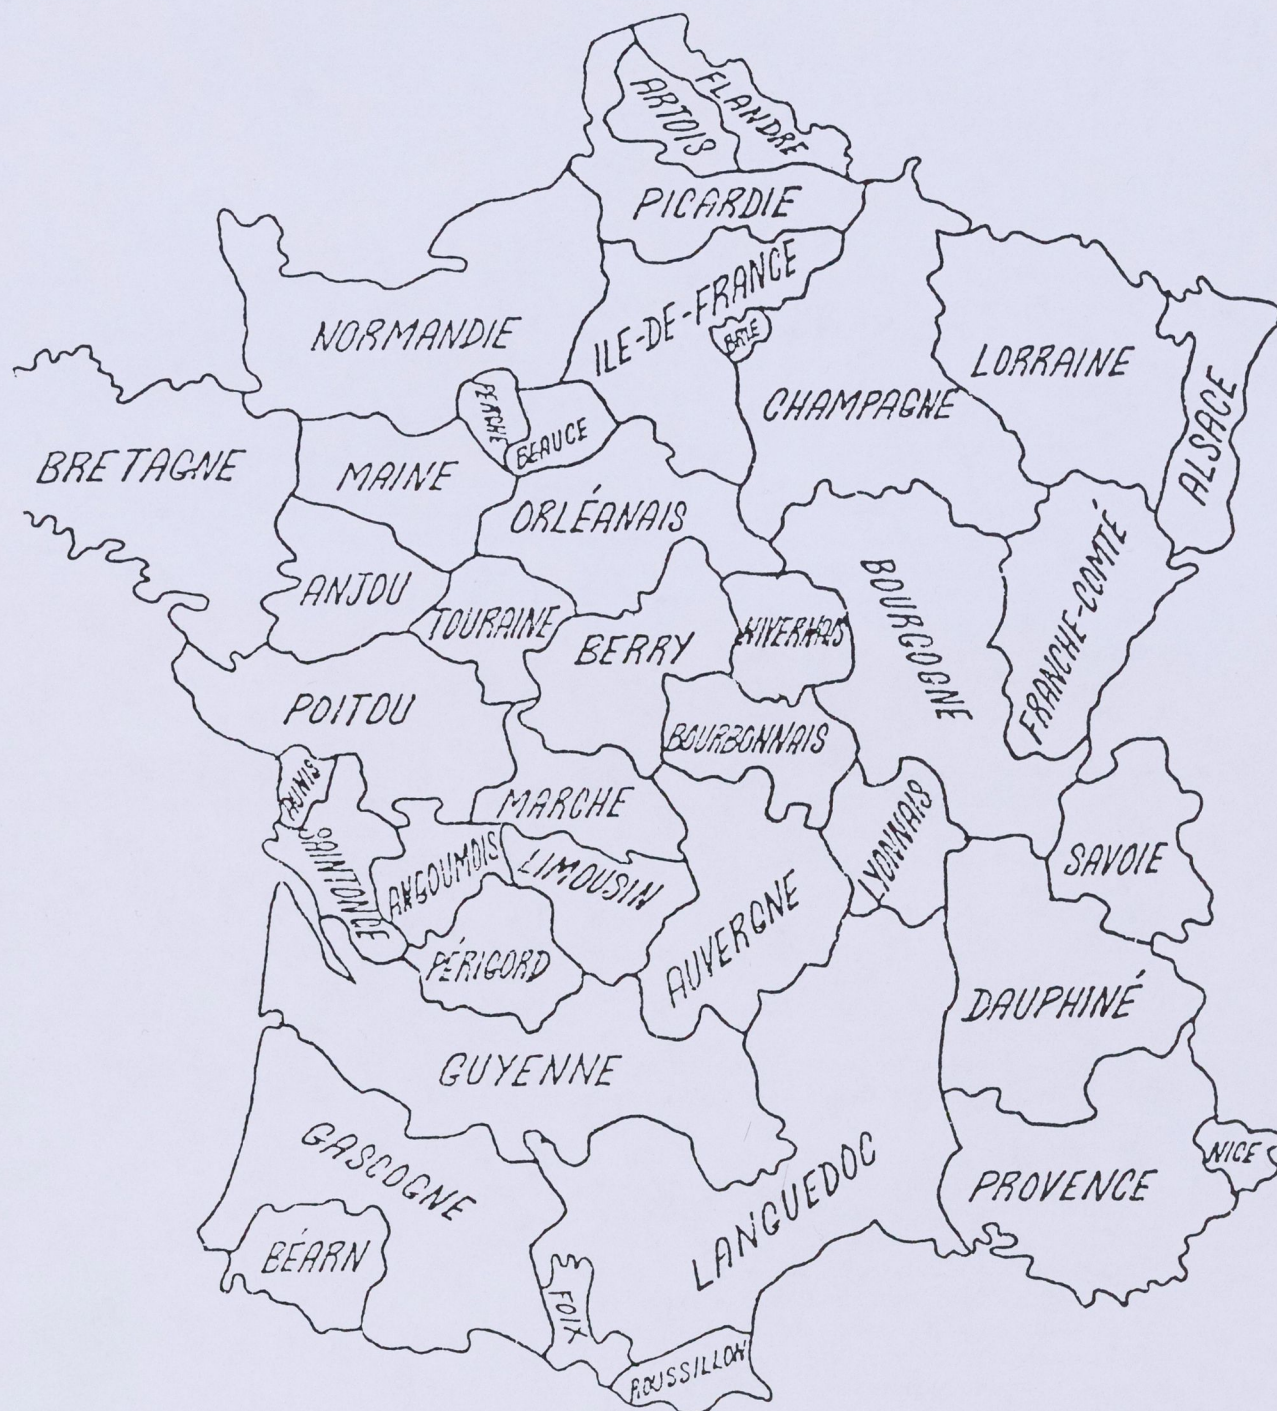 FLANDRE
ARTOIS
PICARDIE
ILE-DE-FRANCE
NORMANDIE
BRIE
LORRAINE
CHAMPAGNE
ALSACE
PERCHE
BEAUCE
BRETAGNE
MAINE
ORLÉANAIS
ANJOU
TOURAINE
BERRY
NIVERNAIS
BOURGOGNE
FRANCHE-COMTÉ
POITOU
BOURBONNAIS
AUNIS
MARCHE
SAINTONGE
ANGOUMOIS
LIMOUSIN
LYONNAIS
SAVOIE
AUVERGNE
PÉRIGORD
DAUPHINÉ
GUYENNE
GASCOGNE
LANGUEDOC
PROVENCE
NICE
BÉARN
FOIX
ROUSSILLON